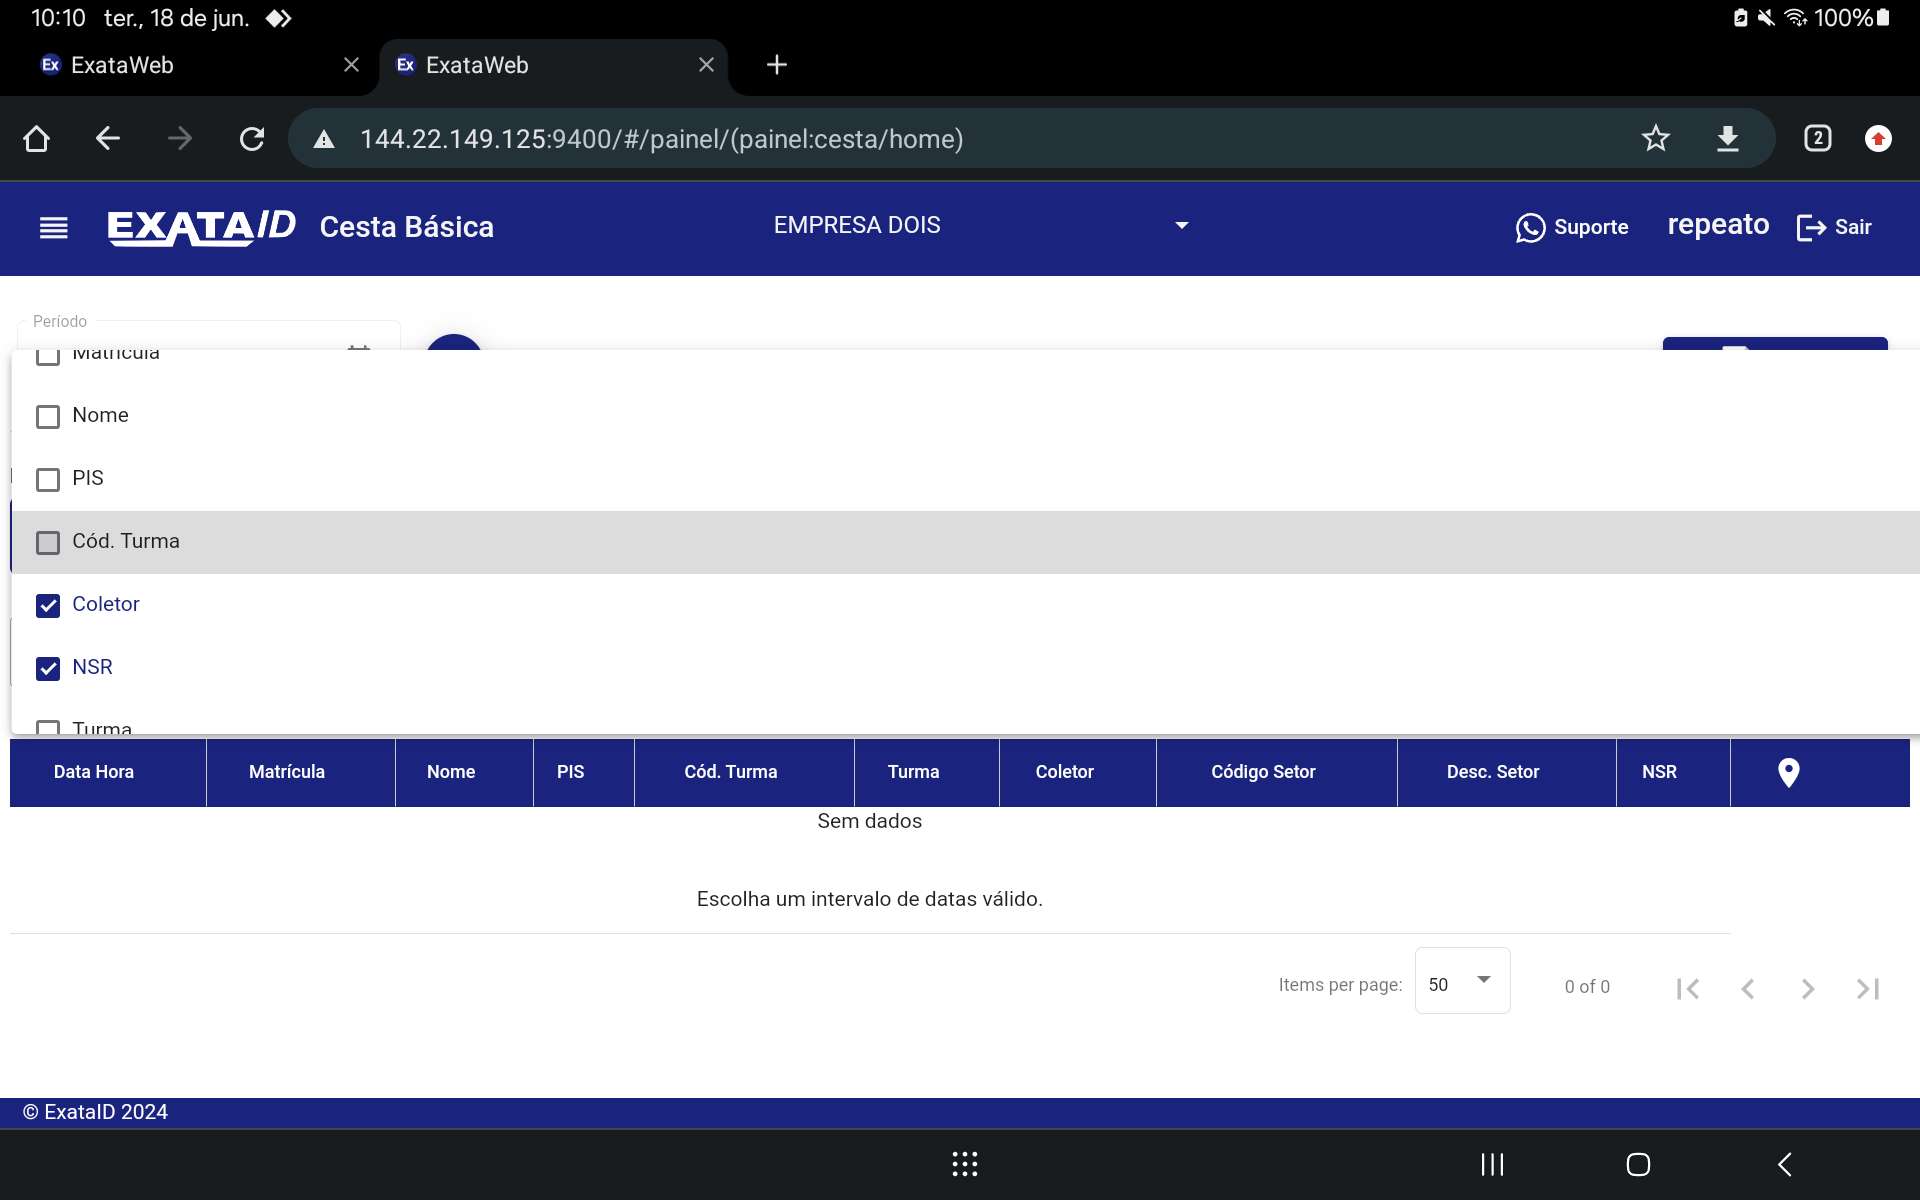 10:10 ter., 18 de jun. 100%
Ex ExataWeb Ex ExataWeb
144.22.149.125:9400/#/painel/(painel:cesta/home) 2
EXATAID Cesta Básica EMPRESA DOIS Suporte repeato Sair
Período
Matrícula
Nome
PIS
Cód. Turma
Coletor
NSR
Turma
Data Hora Matrícula Nome PIS Cód. Turma Turma Coletor Código Setor Desc. Setor NSR
Sem dados
Escolha um intervalo de datas válido.
Items per page: 50 0 of 0
© ExataID 2024